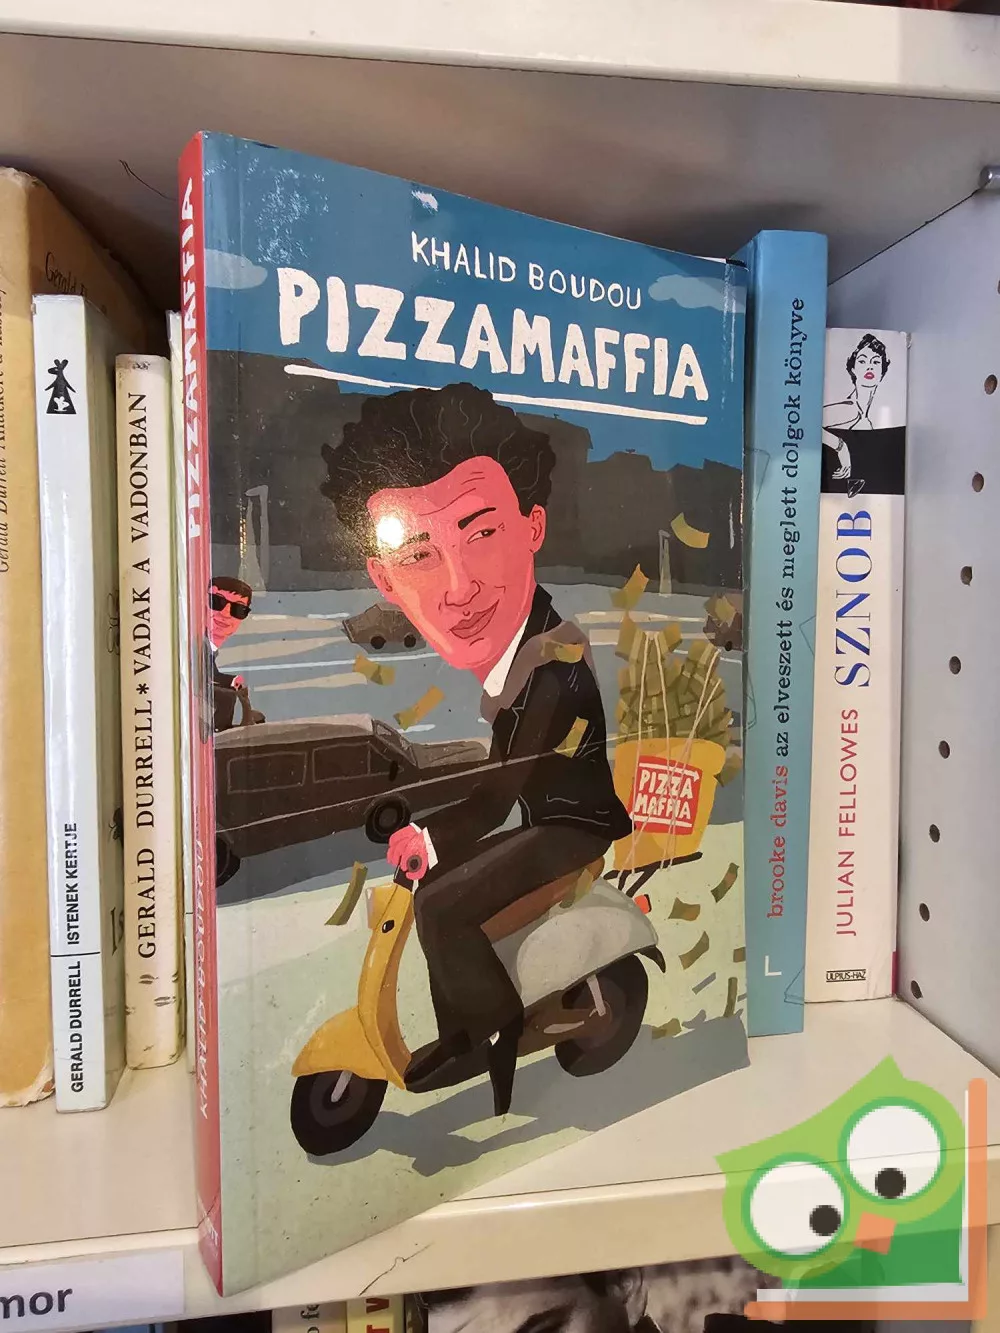 KHALID BOUDOU
PIZZAMAFFIA
PIZZA
MAFFIA
PIZZAMAFFIA
KHALID BOUDOU
GERALD DURRELL
ISTENEK KERTJE
GERALD DURRELL * VADAK A VADONBAN
brooke davis az elveszett és meglett dolgok könyve
JULIAN FELLOWES
SZNOB
ULPIUS-HÁZ
mor